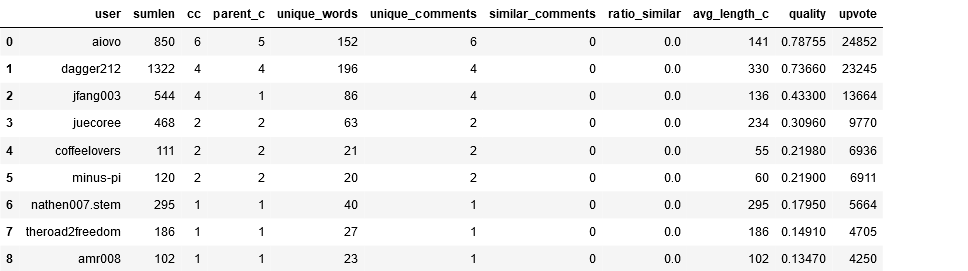 user sumlen cc parent_c unique_words unique_comments similar_comments ratio_similar avg_length_c quality upvote
0 aiovo 850 6 5 152 6 0 0.0 141 0.78755 24852
1 dagger212 1322 4 4 196 4 0 0.0 330 0.73660 23245
2 jfang003 544 4 1 86 4 0 0.0 136 0.43300 13664
3 juecoree 468 2 2 63 2 0 0.0 234 0.30960 9770
4 coffeelovers 111 2 2 21 2 0 0.0 55 0.21980 6936
5 minus-pi 120 2 2 20 2 0 0.0 60 0.21900 6911
6 nathen007.stem 295 1 1 40 1 0 0.0 295 0.17950 5664
7 theroad2freedom 186 1 1 27 1 0 0.0 186 0.14910 4705
8 amr008 102 1 1 23 1 0 0.0 102 0.13470 4250